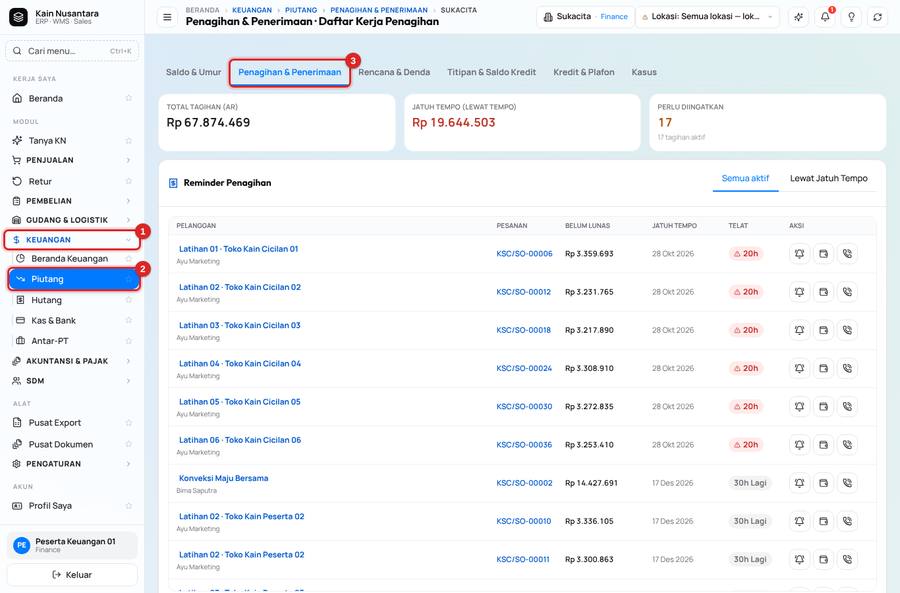 Kain Nusantara
ERP · WMS · Sales
Cari menu...
Ctrl+K
KERJA SAYA
Beranda
MODUL
Tanya KN
PENJUALAN
Retur
PEMBELIAN
GUDANG & LOGISTIK
KEUANGAN
1
Beranda Keuangan
Piutang
2
Hutang
Kas & Bank
Antar-PT
AKUNTANSI & PAJAK
SDM
ALAT
Pusat Export
Pusat Dokumen
PENGATURAN
AKUN
Profil Saya
PE
Peserta Keuangan 01
Finance
Keluar
BERANDA › KEUANGAN › PIUTANG › PENAGIHAN & PENERIMAAN › SUKACITA
Penagihan & Penerimaan · Daftar Kerja Penagihan
Sukacita · Finance
Lokasi: Semua lokasi — lok...
1
Saldo & Umur
Penagihan & Penerimaan
3
Rencana & Denda
Titipan & Saldo Kredit
Kredit & Plafon
Kasus
TOTAL TAGIHAN (AR)
Rp 67.874.469
JATUH TEMPO (LEWAT TEMPO)
Rp 19.644.503
PERLU DIINGATKAN
17
17 tagihan aktif
Reminder Penagihan
Semua aktif
Lewat Jatuh Tempo
PELANGGAN PESANAN BELUM LUNAS JATUH TEMPO TELAT AKSI
Latihan 01 · Toko Kain Cicilan 01 KSC/SO-00006 Rp 3.359.693 28 Okt 2026 20h
Ayu Marketing
Latihan 02 · Toko Kain Cicilan 02 KSC/SO-00012 Rp 3.231.765 28 Okt 2026 20h
Ayu Marketing
Latihan 03 · Toko Kain Cicilan 03 KSC/SO-00018 Rp 3.217.890 28 Okt 2026 20h
Ayu Marketing
Latihan 04 · Toko Kain Cicilan 04 KSC/SO-00024 Rp 3.308.910 28 Okt 2026 20h
Ayu Marketing
Latihan 05 · Toko Kain Cicilan 05 KSC/SO-00030 Rp 3.272.835 28 Okt 2026 20h
Ayu Marketing
Latihan 06 · Toko Kain Cicilan 06 KSC/SO-00036 Rp 3.253.410 28 Okt 2026 20h
Ayu Marketing
Konveksi Maju Bersama KSC/SO-00002 Rp 14.427.691 17 Des 2026 30h Lagi
Bima Saputra
Latihan 02 · Toko Kain Peserta 02 KSC/SO-00010 Rp 3.336.105 17 Des 2026 30h Lagi
Ayu Marketing
Latihan 02 · Toko Kain Peserta 02 KSC/SO-00011 Rp 3.300.863 17 Des 2026 30h Lagi
Ayu Marketing